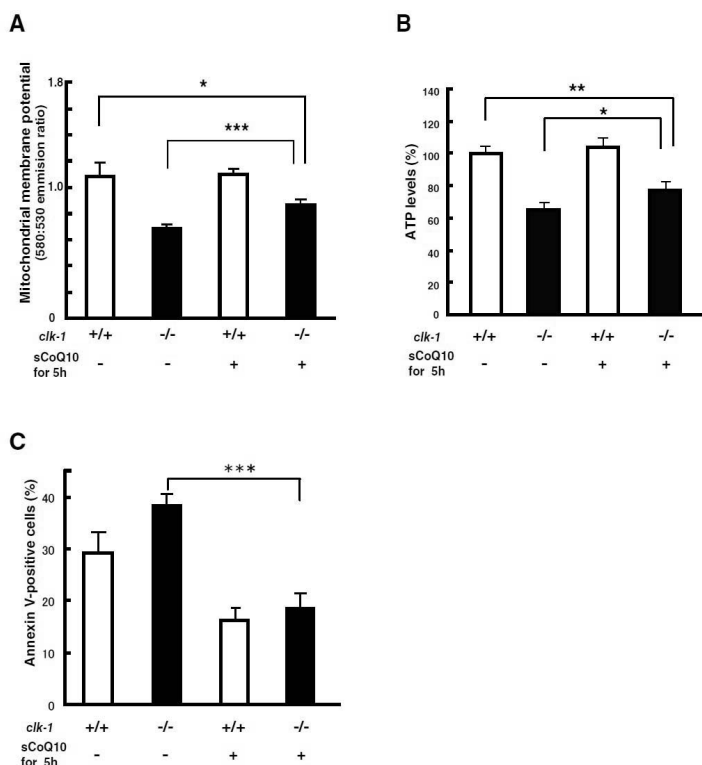 A
Mitochondrial membrane potential
(580:530 emmision ratio)
1.8
1.0
0
*
***
clk-1 +/+ -/- +/+ -/-
sCoQ10
for 5h - - + +
B
ATP levels (%)
140
120
100
80
60
40
20
0
**
*
clk-1 +/+ -/- +/+ -/-
sCoQ10
for 5h - - + +
C
Annexin V-positive cells (%)
40
30
20
10
0
***
clk-1 +/+ -/- +/+ -/-
sCoQ10
for 5h - - + +